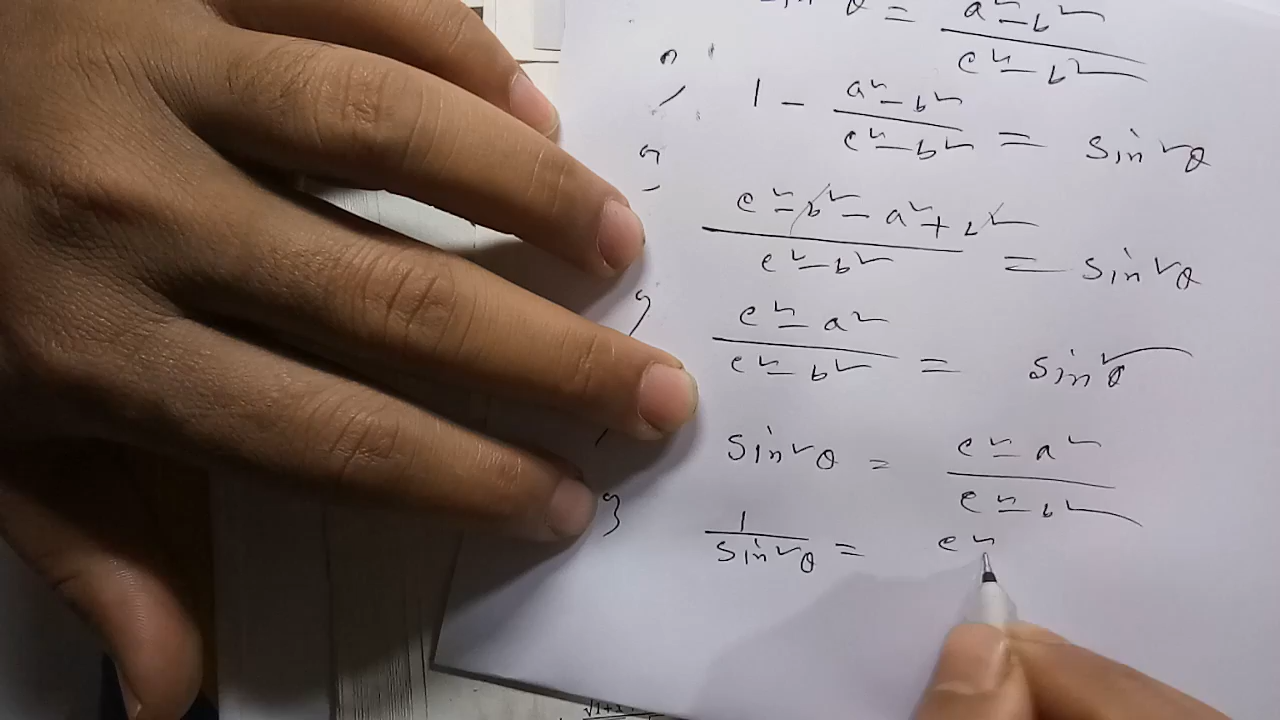 θ = a² - b² / c² - b²
1 - a² - b² / c² - b² = sin²θ
c² - b² - a² + b² / c² - b² = sin²θ
c² - a² / c² - b² = sin²θ
sin²θ = c² - a² / c² - b²
1 / sin²θ = c²